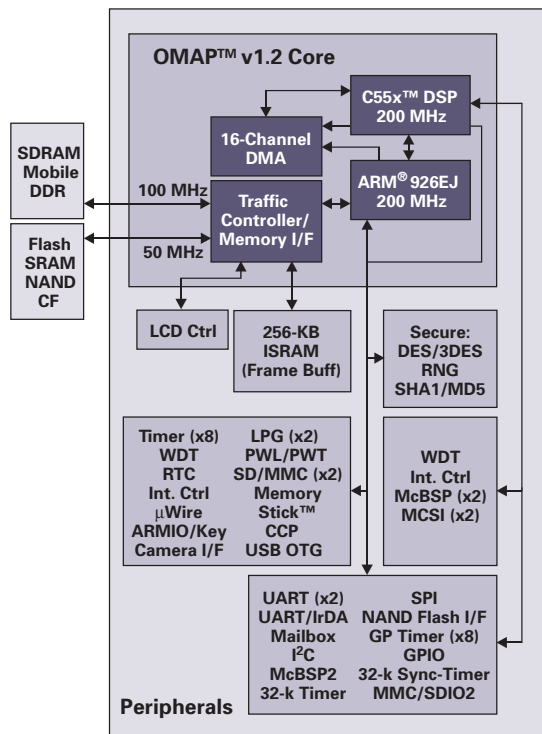 OMAP™ v1.2 Core
C55x™ DSP
200 MHz
16-Channel
DMA
ARM® 926EJ
200 MHz
SDRAM
Mobile
DDR
100 MHz
Traffic
Controller/
Memory I/F
Flash
SRAM
NAND
CF
50 MHz
LCD Ctrl
256-KB
ISRAM
(Frame Buff)
Secure:
DES/3DES
RNG
SHA1/MD5
Timer (x8)
WDT
RTC
Int. Ctrl
µWire
ARMIO/Key
Camera I/F
LPG (x2)
PWL/PWT
SD/MMC (x2)
Memory
Stick™
CCP
USB OTG
WDT
Int. Ctrl
McBSP (x2)
MCSI (x2)
UART (x2)
UART/IrDA
Mailbox
I²C
McBSP2
32-k Timer
SPI
NAND Flash I/F
GP Timer (x8)
GPIO
32-k Sync-Timer
MMC/SDIO2
Peripherals